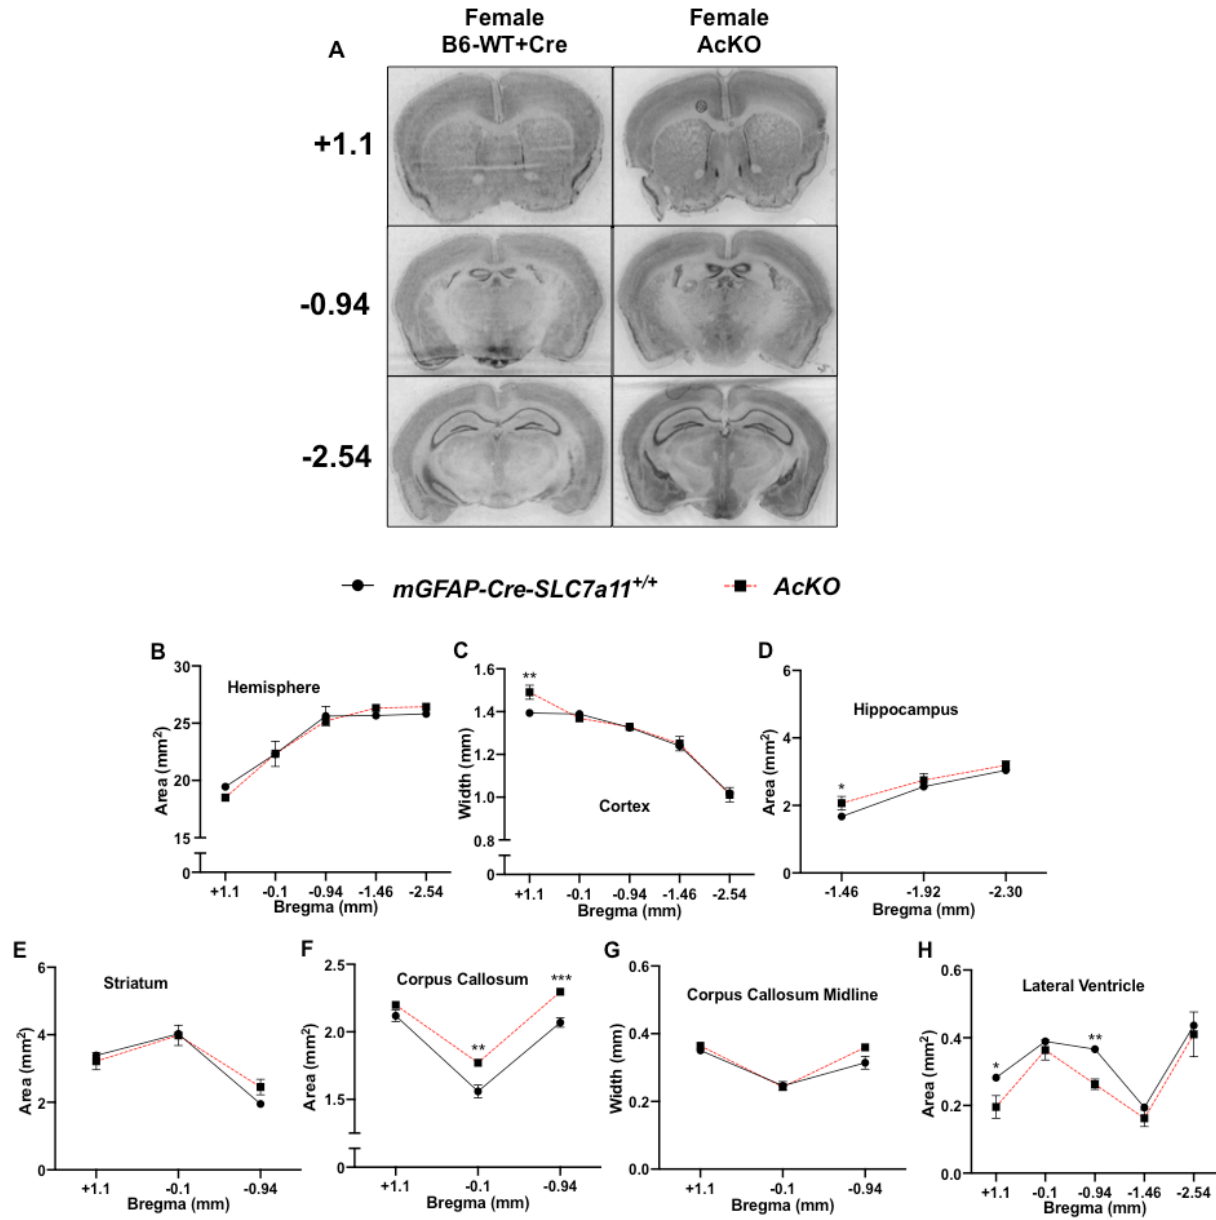 Female
B6-WT+Cre
Female
AcKO
A
+1.1
-0.94
-2.54
mGFAP-Cre-SLC7a11+/+
AcKO
B
Hemisphere
Area (mm2)
30
25
20
15
0
+1.1 -0.1 -0.94 -1.46 -2.54
Bregma (mm)
C
**
Cortex
Width (mm)
1.6
1.4
1.2
1.0
0.8
0
+1.1 -0.1 -0.94 -1.46 -2.54
Bregma (mm)
D
Hippocampus
*
Area (mm2)
6
4
2
0
-1.46 -1.92 -2.30
Bregma (mm)
E
Striatum
Area (mm2)
6
4
2
0
+1.1 -0.1 -0.94
Bregma (mm)
F
Corpus Callosum
** ***
Area (mm2)
2.5
2.0
1.5
0
+1.1 -0.1 -0.94
Bregma (mm)
G
Corpus Callosum Midline
Width (mm)
0.6
0.4
0.2
0.0
+1.1 -0.1 -0.94
Bregma (mm)
H
Lateral Ventricle
* **
Area (mm2)
0.6
0.4
0.2
0.0
+1.1 -0.1 -0.94 -1.46 -2.54
Bregma (mm)